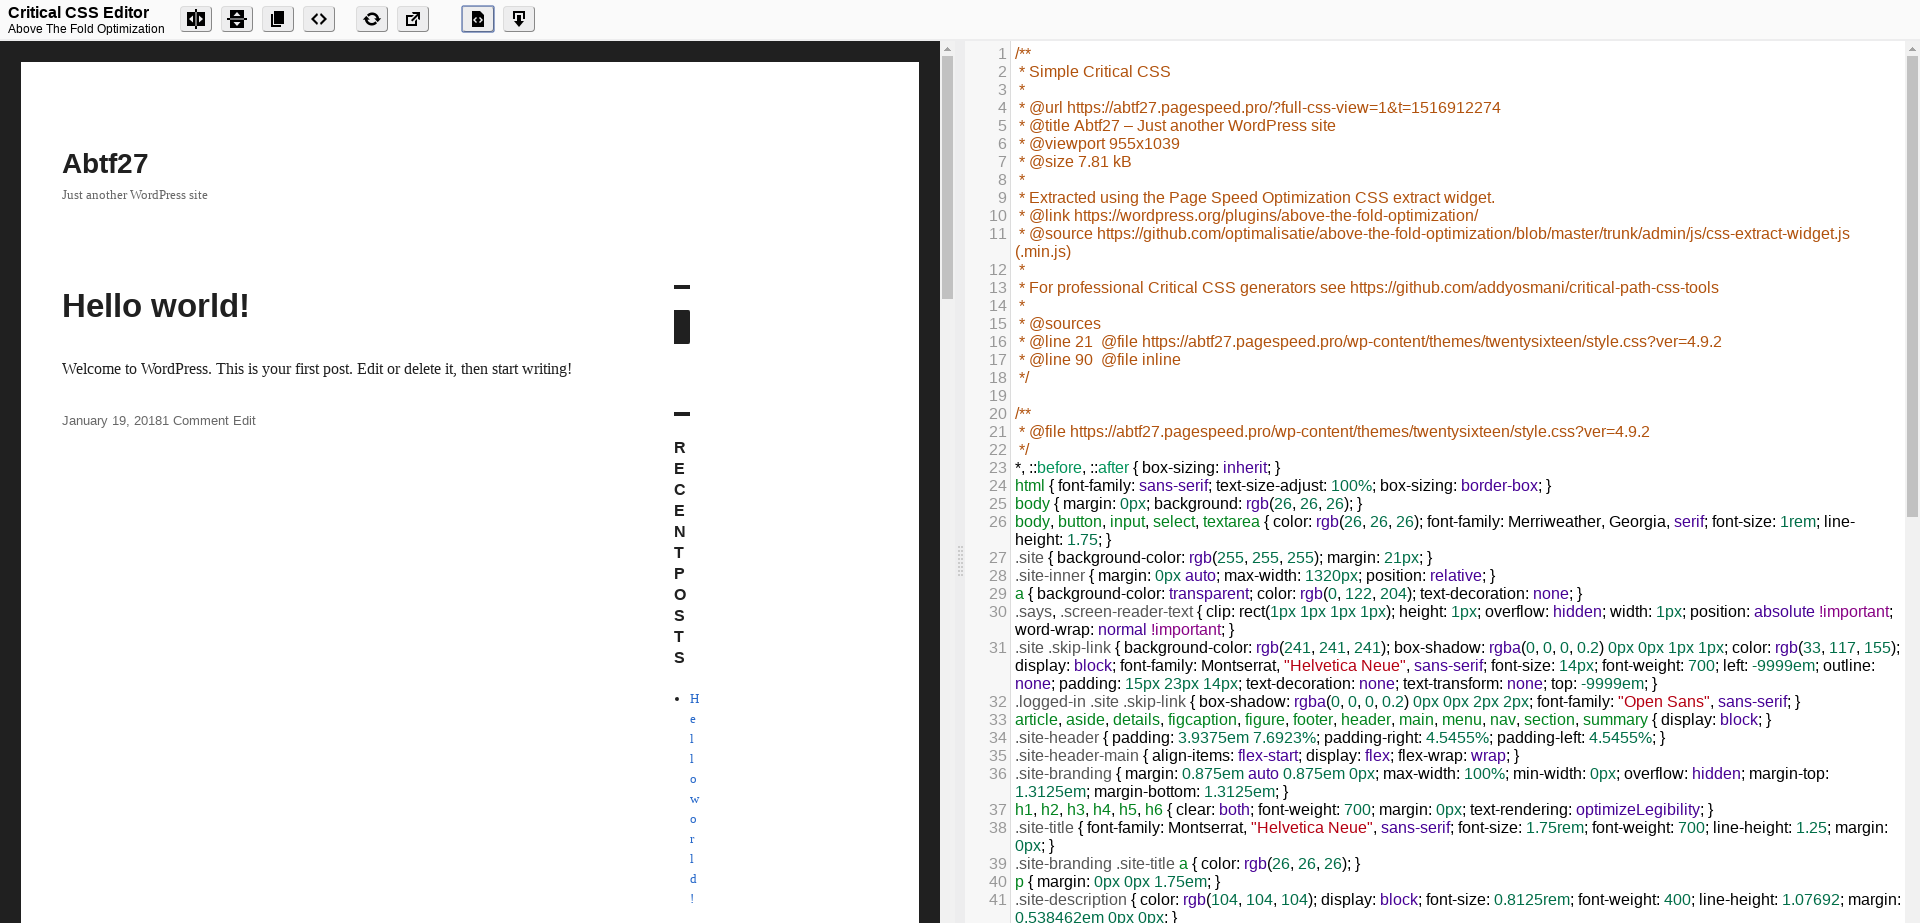 Critical CSS Editor
Above The Fold Optimization
Abtf27
Just another WordPress site
Hello world!
Welcome to WordPress. This is your first post. Edit or delete it, then start writing!
January 19, 20181 Comment Edit
R
E
C
E
N
T
P
O
S
T
S
H
e
l
l
o
w
o
r
l
d
!
1 /**
2 * Simple Critical CSS
3 *
4 * @url https://abtf27.pagespeed.pro/?full-css-view=1&t=1516912274
5 * @title Abtf27 – Just another WordPress site
6 * @viewport 955x1039
7 * @size 7.81 kB
8 *
9 * Extracted using the Page Speed Optimization CSS extract widget.
10 * @link https://wordpress.org/plugins/above-the-fold-optimization/
11 * @source https://github.com/optimalisatie/above-the-fold-optimization/blob/master/trunk/admin/js/css-extract-widget.js
(.min.js)
12 *
13 * For professional Critical CSS generators see https://github.com/addyosmani/critical-path-css-tools
14 *
15 * @sources
16 * @line 21  @file https://abtf27.pagespeed.pro/wp-content/themes/twentysixteen/style.css?ver=4.9.2
17 * @line 90  @file inline
18 */
19
20 /**
21 * @file https://abtf27.pagespeed.pro/wp-content/themes/twentysixteen/style.css?ver=4.9.2
22 */
23 *, ::before, ::after { box-sizing: inherit; }
24 html { font-family: sans-serif; text-size-adjust: 100%; box-sizing: border-box; }
25 body { margin: 0px; background: rgb(26, 26, 26); }
26 body, button, input, select, textarea { color: rgb(26, 26, 26); font-family: Merriweather, Georgia, serif; font-size: 1rem; line-
height: 1.75; }
27 .site { background-color: rgb(255, 255, 255); margin: 21px; }
28 .site-inner { margin: 0px auto; max-width: 1320px; position: relative; }
29 a { background-color: transparent; color: rgb(0, 122, 204); text-decoration: none; }
30 .says, .screen-reader-text { clip: rect(1px 1px 1px 1px); height: 1px; overflow: hidden; width: 1px; position: absolute !important;
word-wrap: normal !important; }
31 .site .skip-link { background-color: rgb(241, 241, 241); box-shadow: rgba(0, 0, 0, 0.2) 0px 0px 1px 1px; color: rgb(33, 117, 155);
display: block; font-family: Montserrat, "Helvetica Neue", sans-serif; font-size: 14px; font-weight: 700; left: -9999em; outline:
none; padding: 15px 23px 14px; text-decoration: none; text-transform: none; top: -9999em; }
32 .logged-in .site .skip-link { box-shadow: rgba(0, 0, 0, 0.2) 0px 0px 2px 2px; font-family: "Open Sans", sans-serif; }
33 article, aside, details, figcaption, figure, footer, header, main, menu, nav, section, summary { display: block; }
34 .site-header { padding: 3.9375em 7.6923%; padding-right: 4.5455%; padding-left: 4.5455%; }
35 .site-header-main { align-items: flex-start; display: flex; flex-wrap: wrap; }
36 .site-branding { margin: 0.875em auto 0.875em 0px; max-width: 100%; min-width: 0px; overflow: hidden; margin-top:
1.3125em; margin-bottom: 1.3125em; }
37 h1, h2, h3, h4, h5, h6 { clear: both; font-weight: 700; margin: 0px; text-rendering: optimizeLegibility; }
38 .site-title { font-family: Montserrat, "Helvetica Neue", sans-serif; font-size: 1.75rem; font-weight: 700; line-height: 1.25; margin:
0px; }
39 .site-branding .site-title a { color: rgb(26, 26, 26); }
40 p { margin: 0px 0px 1.75em; }
41 .site-description { color: rgb(104, 104, 104); display: block; font-size: 0.8125rem; font-weight: 400; line-height: 1.07692; margin:
0.538462em 0px 0px; }